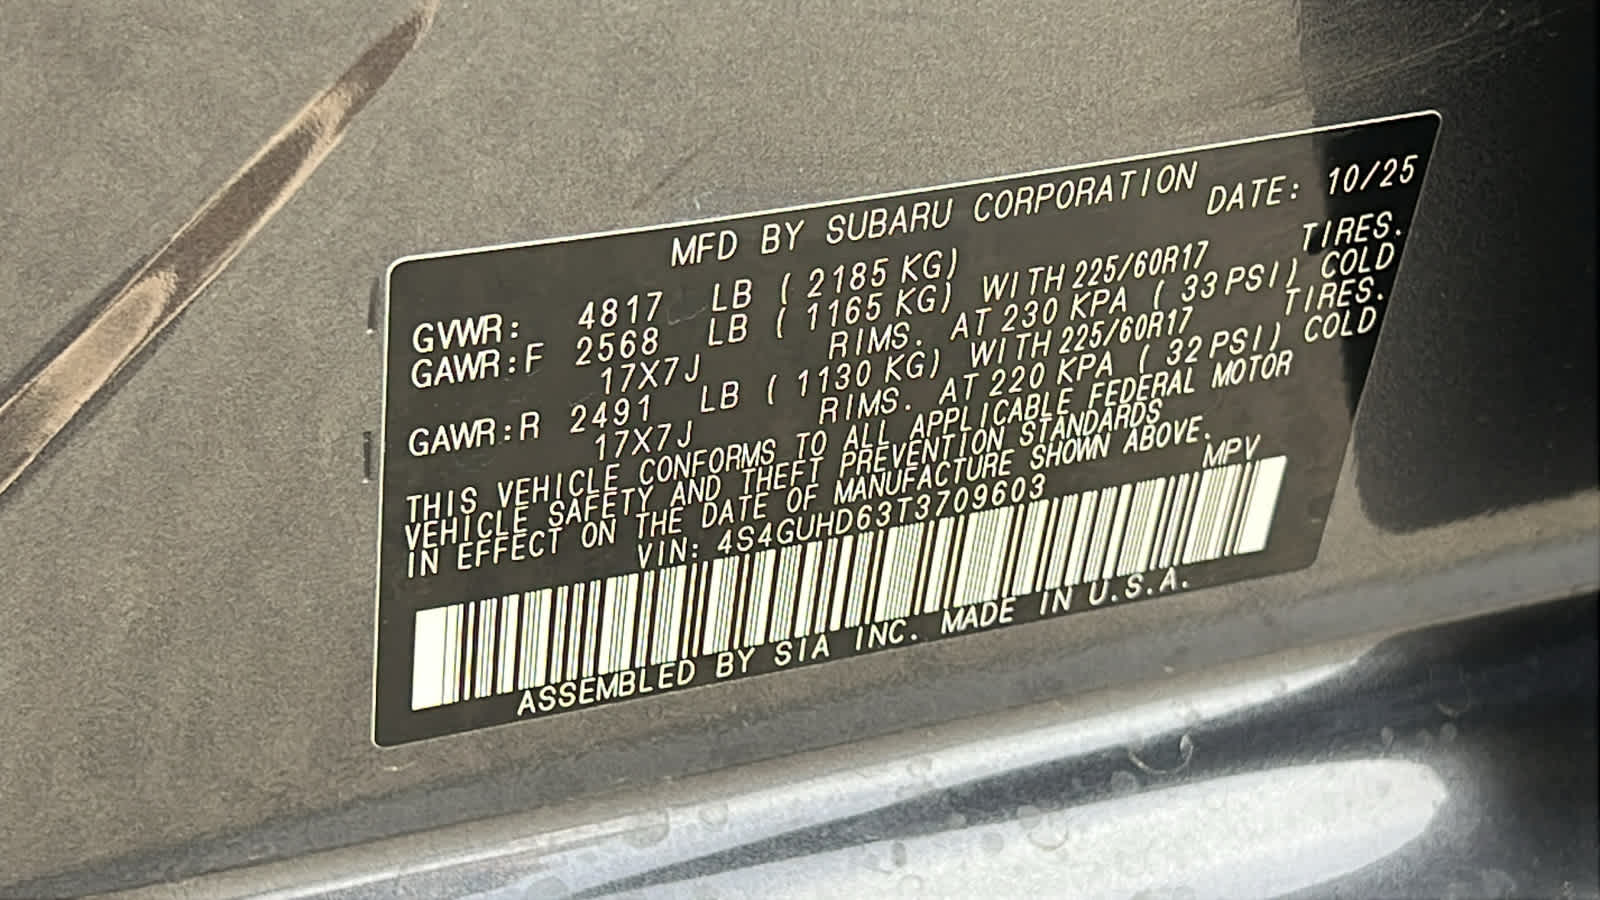 MFD BY SUBARU CORPORATION
DATE: 10/25
GVWR: 4817 LB ( 2185 KG)
GAWR:F 2568 LB ( 1165 KG) WITH 225/60R17 TIRES.
17X7J RIMS. AT 230 KPA ( 33 PSI) COLD
GAWR:R 2491 LB ( 1130 KG) WITH 225/60R17 TIRES.
17X7J RIMS. AT 220 KPA ( 32 PSI) COLD
THIS VEHICLE CONFORMS TO ALL APPLICABLE FEDERAL MOTOR
VEHICLE SAFETY AND THEFT PREVENTION STANDARDS
IN EFFECT ON THE DATE OF MANUFACTURE SHOWN ABOVE.
VIN: 4S4GUHD63T3709603 MPV
ASSEMBLED BY SIA INC. MADE IN U.S.A.